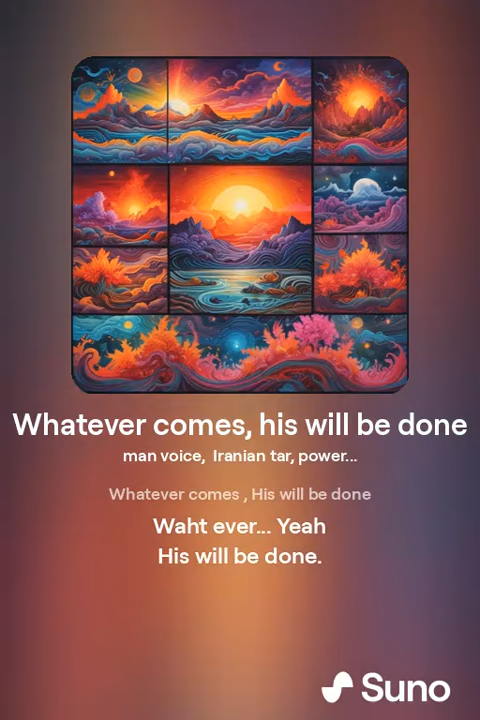 Whatever comes, his will be done
man voice,  Iranian tar, power...
Whatever comes , His will be done
Waht ever... Yeah
His will be done.
Suno